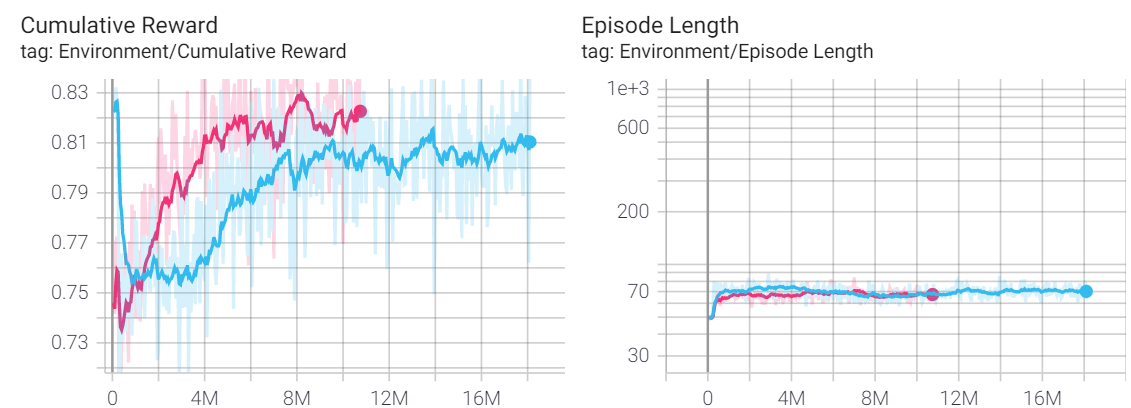 Cumulative Reward
tag: Environment/Cumulative Reward
0.83
0.81
0.79
0.77
0.75
0.73
0 4M 8M 12M 16M
Episode Length
tag: Environment/Episode Length
1e+3
600
200
70
30
0 4M 8M 12M 16M